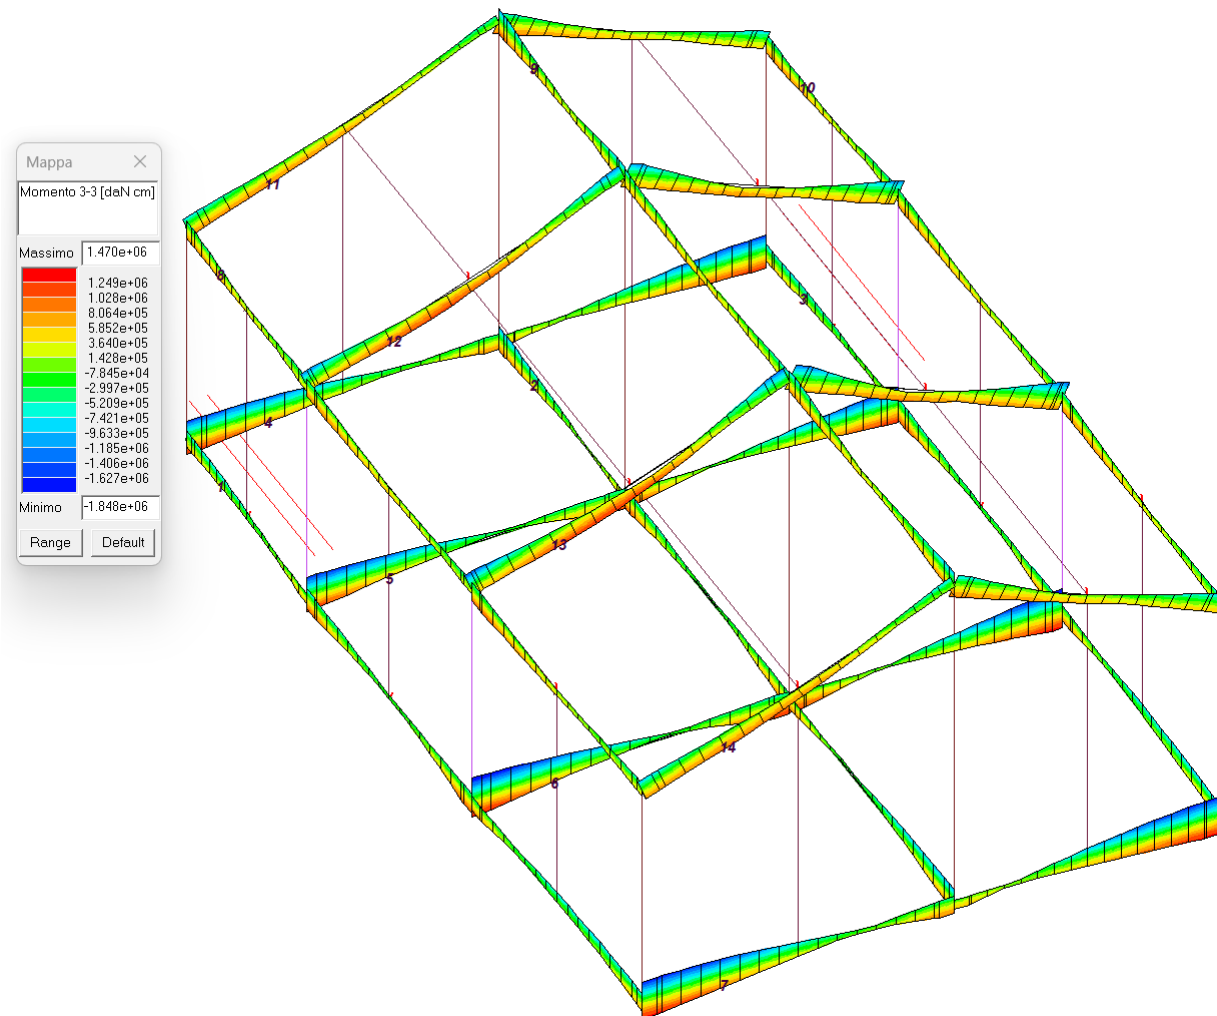 Mappa
Momento 3-3 [daN cm]
Massimo 1.470e+06
1.249e+06
1.028e+06
8.064e+05
5.852e+05
3.640e+05
1.428e+05
-7.845e+04
-2.997e+05
-5.209e+05
-7.421e+05
-9.633e+05
-1.185e+06
-1.406e+06
-1.627e+06
Minimo -1.848e+06
Range Default
9
10
11
8
3
12
2
4
1
13
5
14
6
7